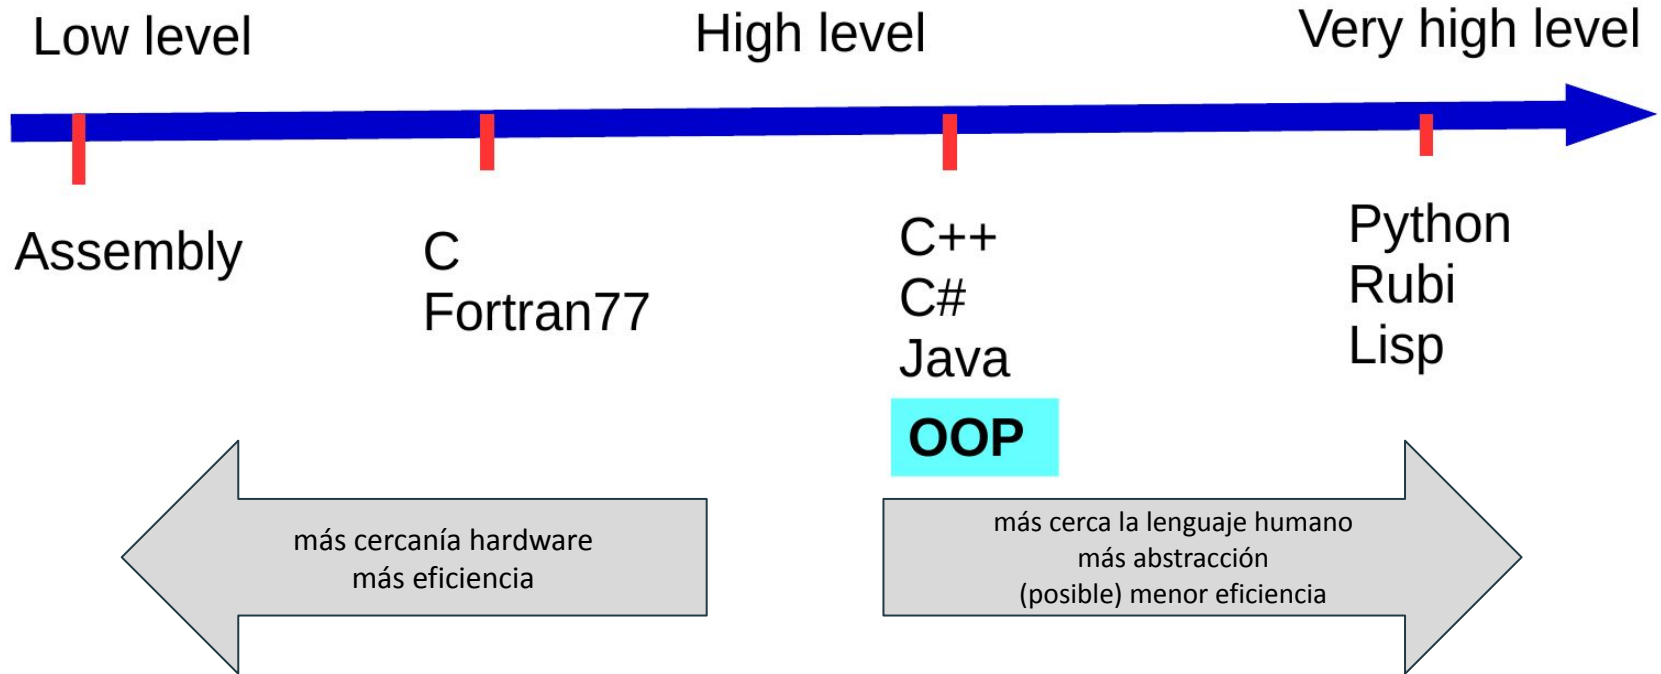 Low level
High level
Very high level
Assembly
C
Fortran77
C++
C#
Java
OOP
Python
Rubi
Lisp
más cercanía hardware
más eficiencia
más cerca la lenguaje humano
más abstracción
(posible) menor eficiencia